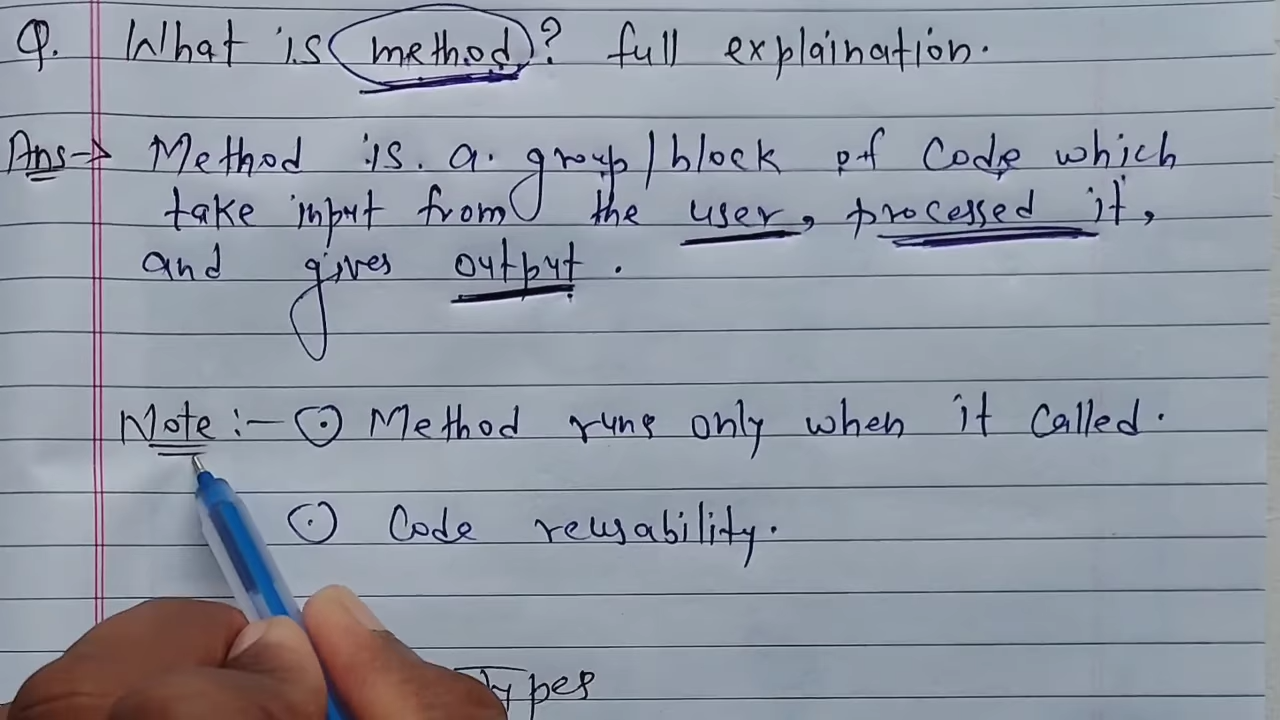 Q. What is method? full explaination.
Ans→ Method is a group/block of code which
take input from the user, processed it,
and gives output.
Note:- ⊙ Method runs only when it called.
⊙ Code reusability.
Types